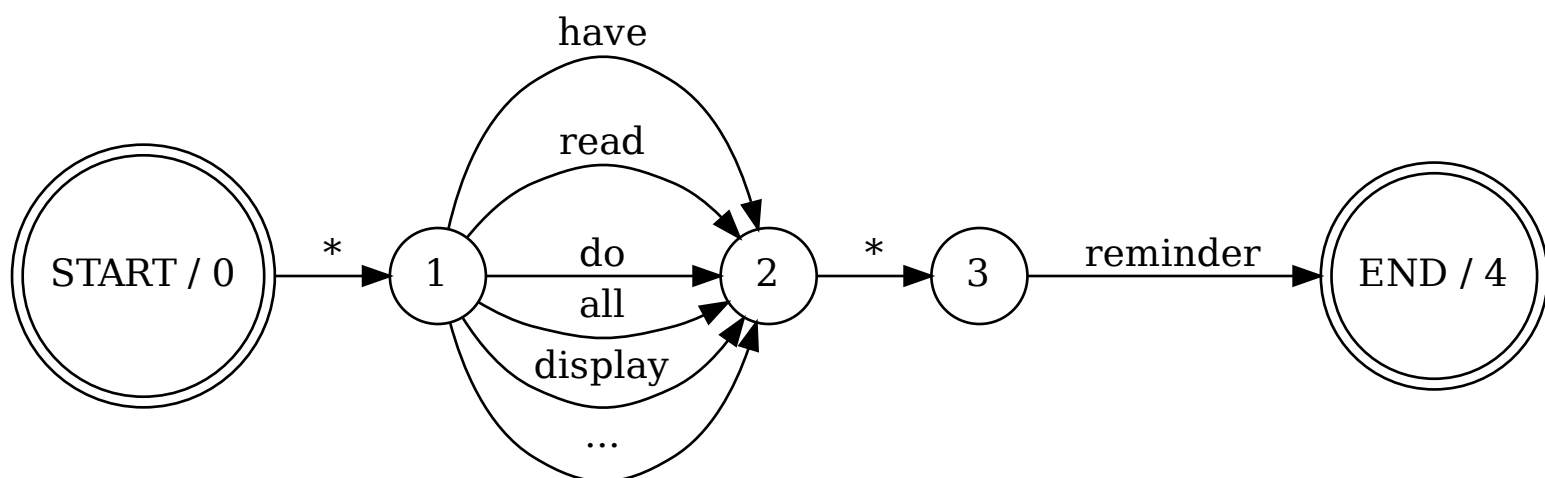 have
read
START / 0
*
1
do
all
display
...
2
*
3
reminder
END / 4